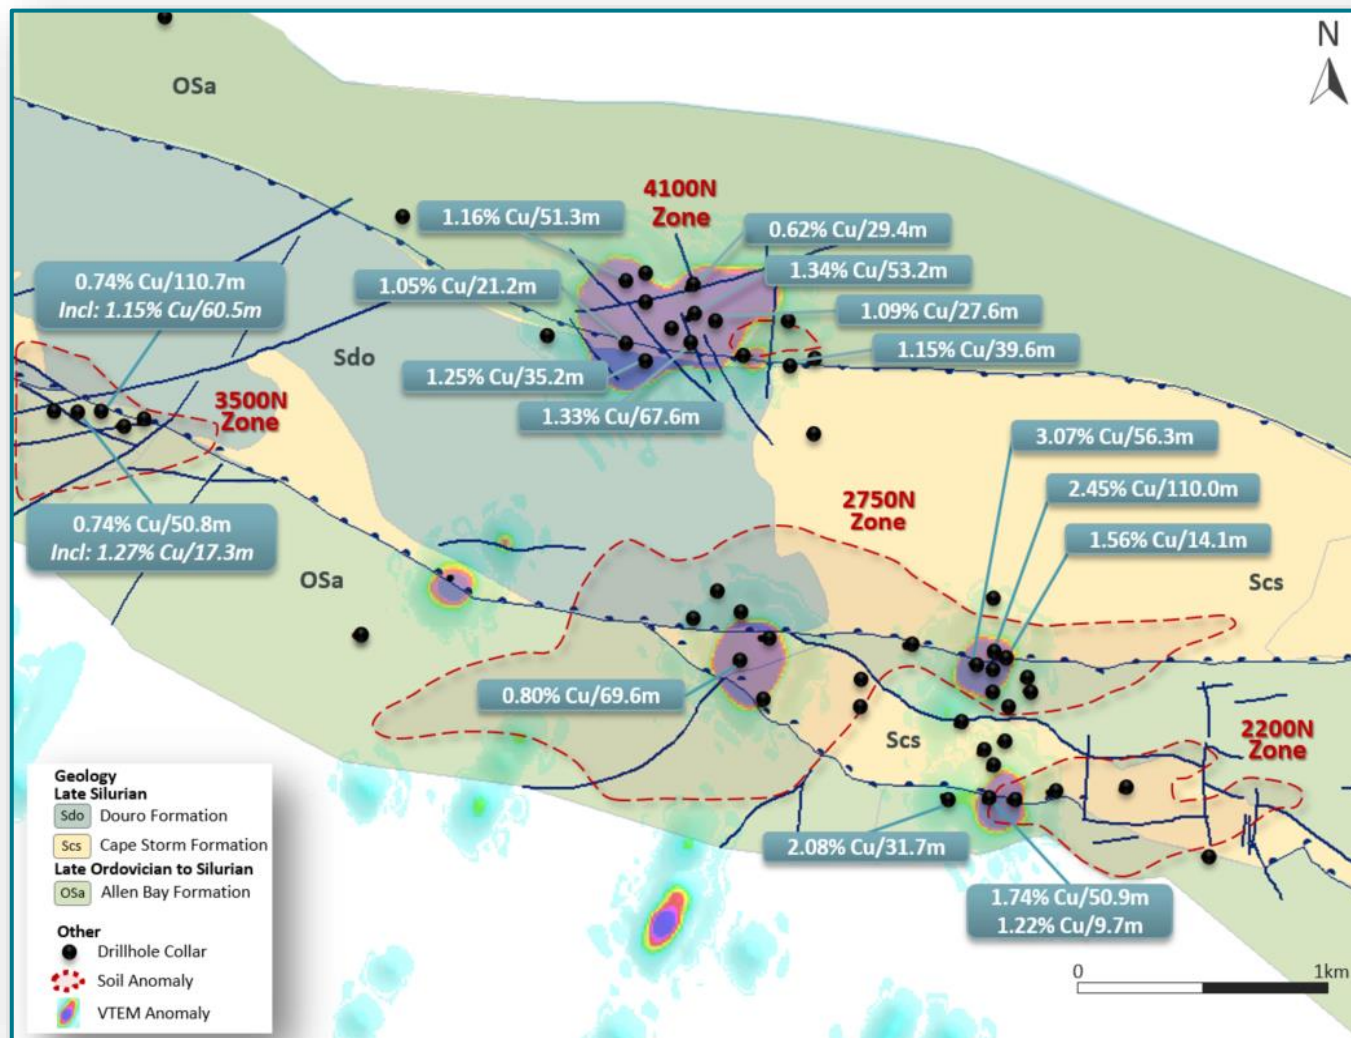 N
OSa
4100N
Zone
1.16% Cu/51.3m
0.62% Cu/29.4m
0.74% Cu/110.7m
Incl: 1.15% Cu/60.5m
1.05% Cu/21.2m
1.34% Cu/53.2m
1.09% Cu/27.6m
Sdo
1.15% Cu/39.6m
1.25% Cu/35.2m
3500N
Zone
1.33% Cu/67.6m
3.07% Cu/56.3m
2.45% Cu/110.0m
2750N
Zone
0.74% Cu/50.8m
Incl: 1.27% Cu/17.3m
1.56% Cu/14.1m
OSa
Scs
0.80% Cu/69.6m
2200N
Zone
Scs
2.08% Cu/31.7m
1.74% Cu/50.9m
1.22% Cu/9.7m
Geology
Late Silurian
Sdo Douro Formation
Scs Cape Storm Formation
Late Ordovician to Silurian
OSa Allen Bay Formation
Other
Drillhole Collar
Soil Anomaly
VTEM Anomaly
0 1km